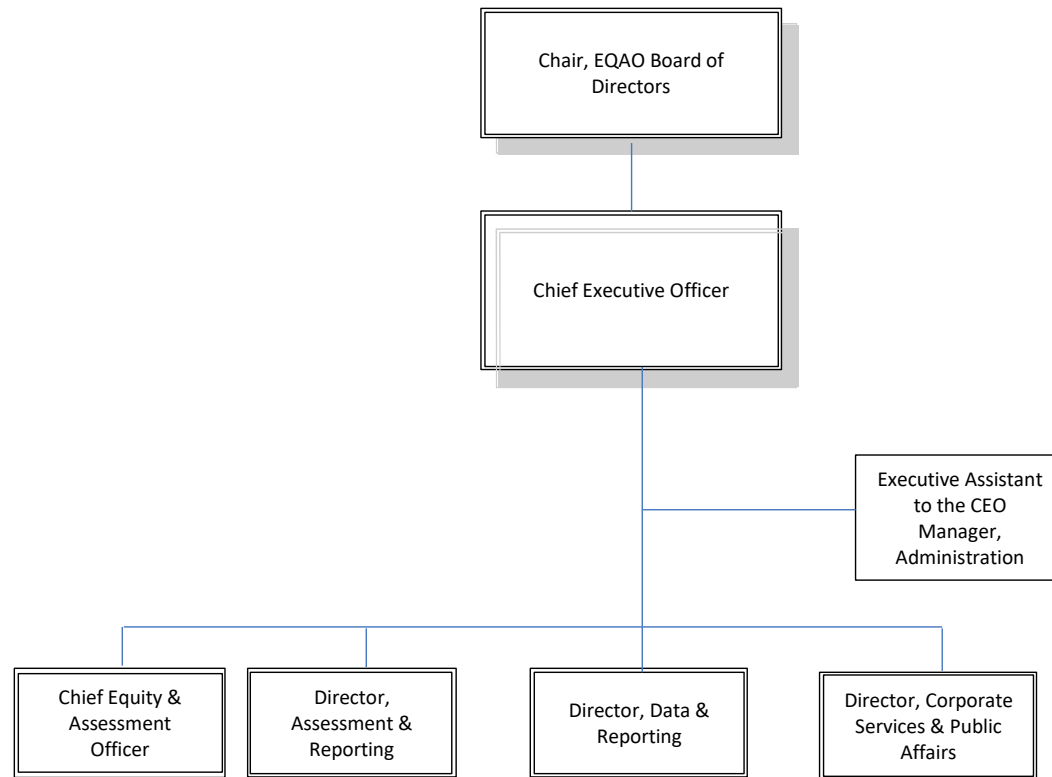 Chair, EQAO Board of
Directors
Chief Executive Officer
Executive Assistant
to the CEO
Manager,
Administration
Chief Equity &
Assessment
Officer
Director,
Assessment &
Reporting
Director, Data &
Reporting
Director, Corporate
Services & Public
Affairs